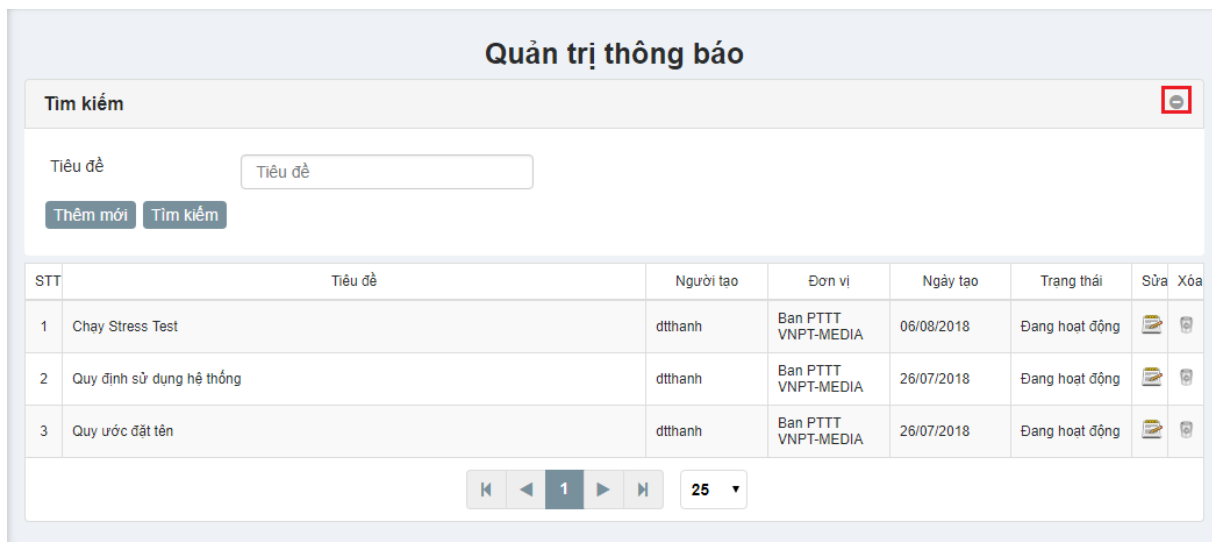 Quản trị thông báo
Tìm kiếm
Tiêu đề Tiêu đề
Thêm mới Tìm kiếm
STT Tiêu đề Người tạo Đơn vị Ngày tạo Trạng thái Sửa Xóa
1 Chạy Stress Test dtthanh Ban PTTT VNPT-MEDIA 06/08/2018 Đang hoạt động
2 Quy định sử dụng hệ thống dtthanh Ban PTTT VNPT-MEDIA 26/07/2018 Đang hoạt động
3 Quy ước đặt tên dtthanh Ban PTTT VNPT-MEDIA 26/07/2018 Đang hoạt động
1 25